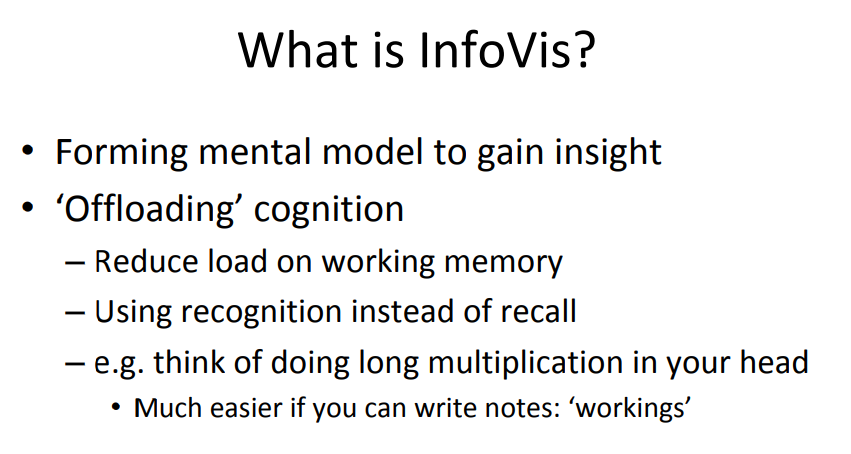 What is InfoVis?
• Forming mental model to gain insight
• ‘Offloading’ cognition
– Reduce load on working memory
– Using recognition instead of recall
– e.g. think of doing long multiplication in your head
• Much easier if you can write notes: ‘workings’